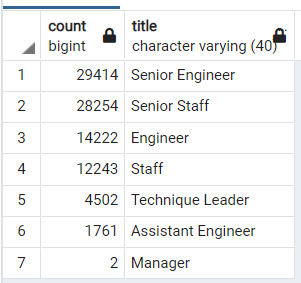 count title
bigint character varying (40)
1 29414 Senior Engineer
2 28254 Senior Staff
3 14222 Engineer
4 12243 Staff
5 4502 Technique Leader
6 1761 Assistant Engineer
7 2 Manager